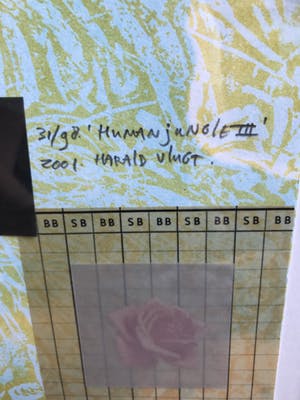 31/98. 'HUMAN jUNGLE III'
2001. HARALD VLUGT.
BB SB BB SB BB SB BB SB BB